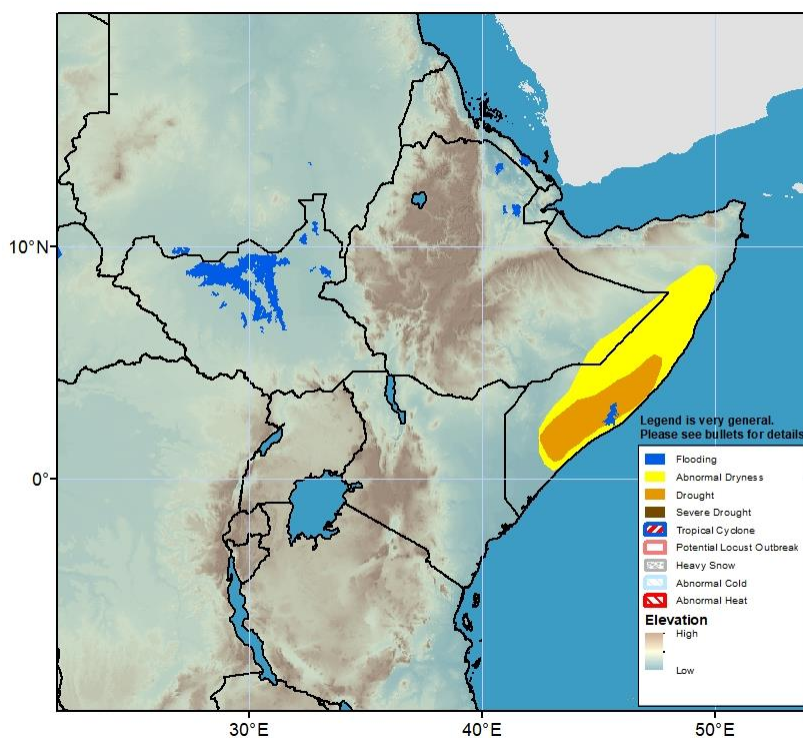 10°N
0°
30°E
40°E
50°E
Legend is very general.
Please see bullets for details
Flooding
Abnormal Dryness
Drought
Severe Drought
Tropical Cyclone
Potential Locust Outbreak
Heavy Snow
Abnormal Cold
Abnormal Heat
Elevation
High
Low